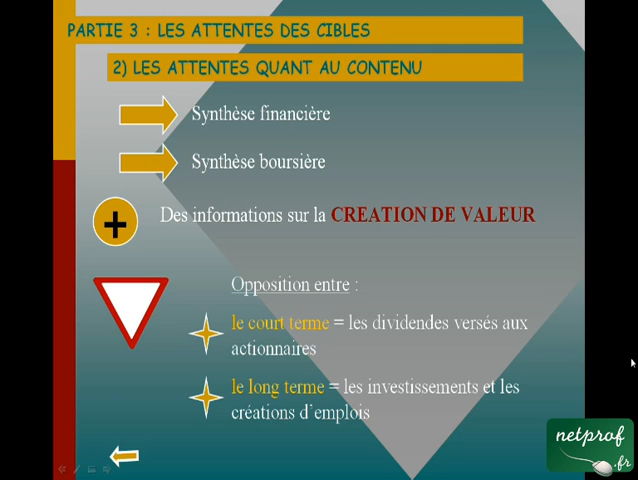 PARTIE 3 : LES ATTENTES DES CIBLES
2) LES ATTENTES QUANT AU CONTENU
Synthèse financière
Synthèse boursière
+
Des informations sur la CREATION DE VALEUR
Opposition entre :
le court terme = les dividendes versés aux
actionnaires
le long terme = les investissements et les
créations d'emplois
netprof
.fr